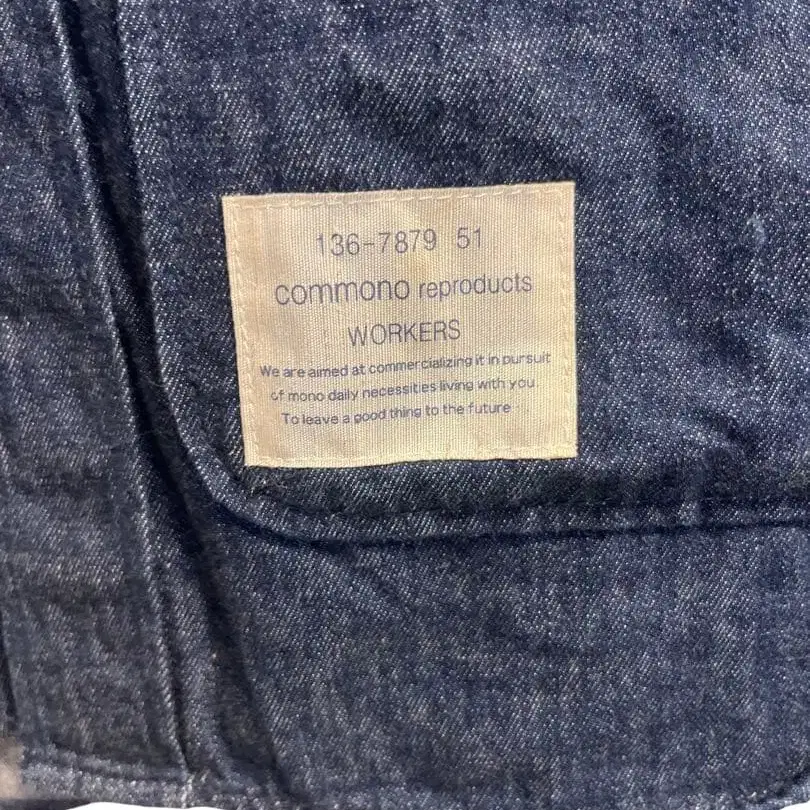 136-7879 51
commono reproducts
WORKERS
We are aimed at commercializing it in pursuit
of mono daily necessities living with you
To leave a good thing to the future